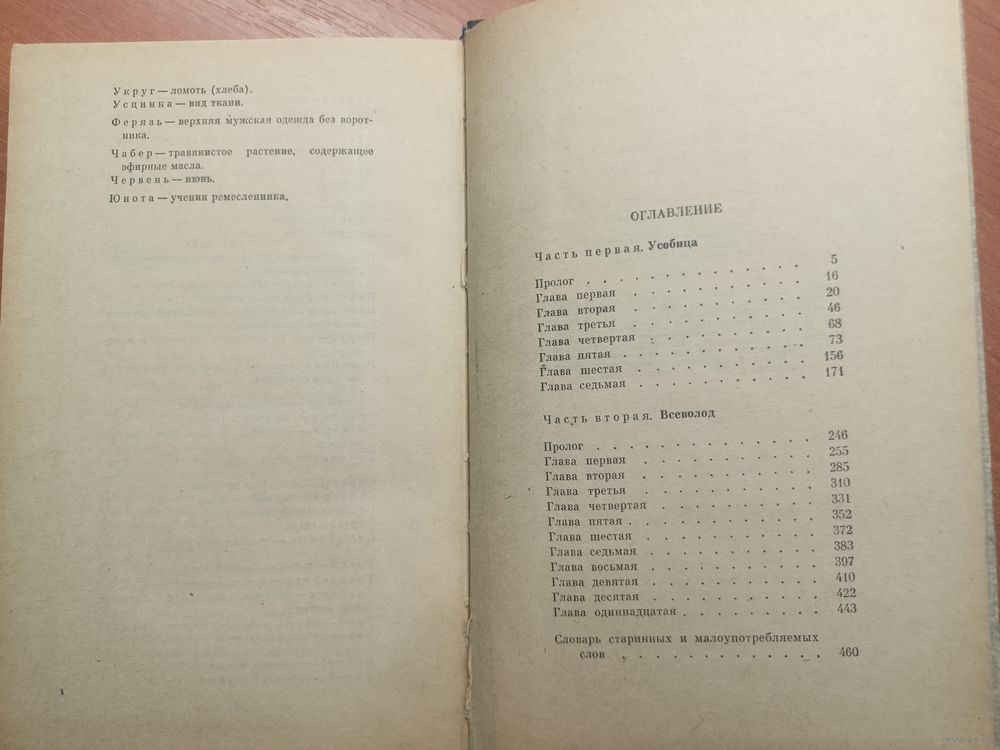 Укруг — ломоть (хлеба).
Усцинка — вид ткани.
Ферязь — верхняя мужская одежда без ворот-
ника.
Чабер — травянистое растение, содержащее
эфирные масла.
Червень — июнь.
Юнота — ученик ремесленника.
ОГЛАВЛЕНИЕ
Часть первая. Усобица
Пролог . . . . . . . . . . . . 5
Глава первая . . . . . . . . . . 16
Глава вторая . . . . . . . . . . 20
Глава третья . . . . . . . . . . 46
Глава четвертая . . . . . . . . . 68
Глава пятая . . . . . . . . . . 73
Глава шестая . . . . . . . . . . 156
Глава седьмая . . . . . . . . . . 171
Часть вторая. Всеволод
Пролог . . . . . . . . . . . . 246
Глава первая . . . . . . . . . . 255
Глава вторая . . . . . . . . . . 285
Глава третья . . . . . . . . . . 310
Глава четвертая . . . . . . . . . 331
Глава пятая . . . . . . . . . . 352
Глава шестая . . . . . . . . . . 372
Глава седьмая . . . . . . . . . . 383
Глава восьмая . . . . . . . . . . 397
Глава девятая . . . . . . . . . . 410
Глава десятая . . . . . . . . . . 422
Глава одиннадцатая . . . . . . . . 443
Словарь старинных и малоупотребляемых
слов . . . . . . . . . . . . 460